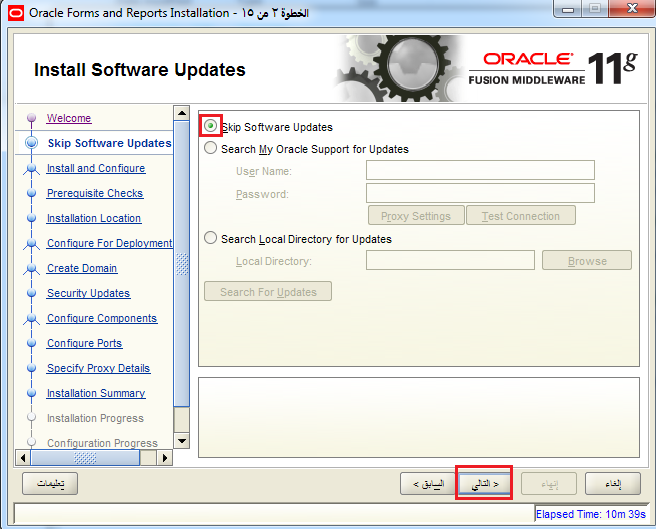 Oracle Forms and Reports Installation - الخطوة ٢ من ١٥
Install Software Updates
ORACLE
FUSION MIDDLEWARE 11g
Welcome
Skip Software Updates
Install and Configure
Prerequisite Checks
Installation Location
Configure For Deployment
Create Domain
Security Updates
Configure Components
Configure Ports
Specify Proxy Details
Installation Summary
Installation Progress
Configuration Progress
Skip Software Updates
Search My Oracle Support for Updates
User Name:
Password:
Proxy Settings
Test Connection
Search Local Directory for Updates
Local Directory:
Browse
Search For Updates
تعليمات
< السابق
التالي >
إنهاء
إلغاء
Elapsed Time: 10m 39s